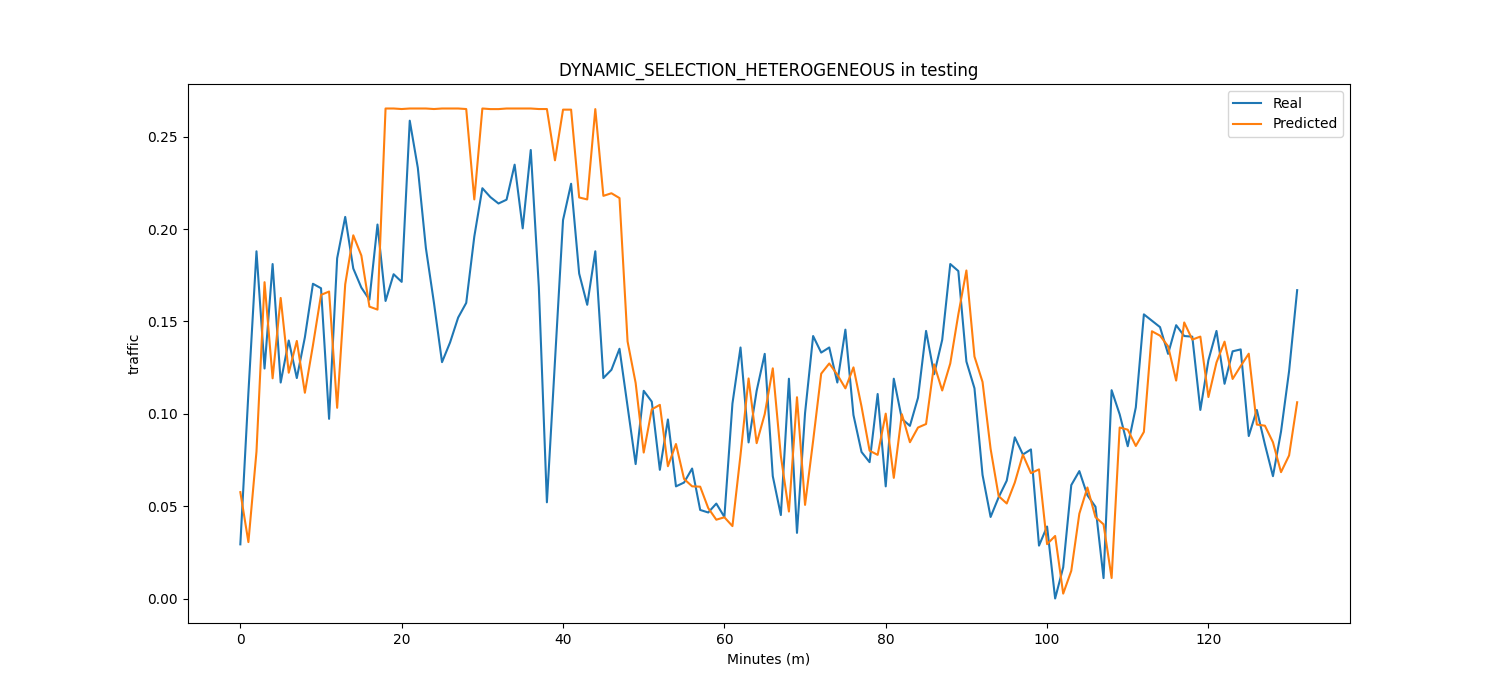 DYNAMIC_SELECTION_HETEROGENEOUS in testing
Real
Predicted
traffic
0.25
0.20
0.15
0.10
0.05
0.00
0 20 40 60 80 100 120
Minutes (m)